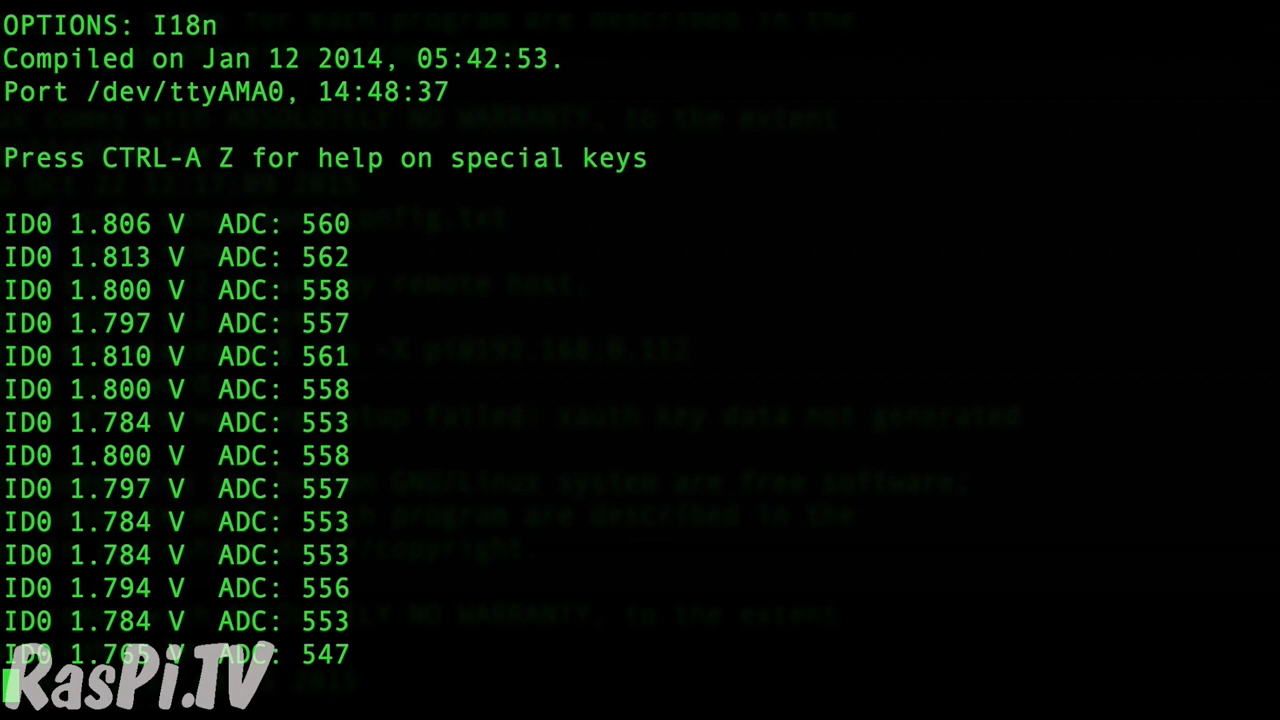 OPTIONS: I18n
Compiled on Jan 12 2014, 05:42:53.
Port /dev/ttyAMA0, 14:48:37
Press CTRL-A Z for help on special keys
ID0 1.806 V  ADC: 560
ID0 1.813 V  ADC: 562
ID0 1.800 V  ADC: 558
ID0 1.797 V  ADC: 557
ID0 1.810 V  ADC: 561
ID0 1.800 V  ADC: 558
ID0 1.784 V  ADC: 553
ID0 1.800 V  ADC: 558
ID0 1.797 V  ADC: 557
ID0 1.784 V  ADC: 553
ID0 1.784 V  ADC: 553
ID0 1.794 V  ADC: 556
ID0 1.784 V  ADC: 553
ID0 1.765 V  ADC: 547
RasPi.TV